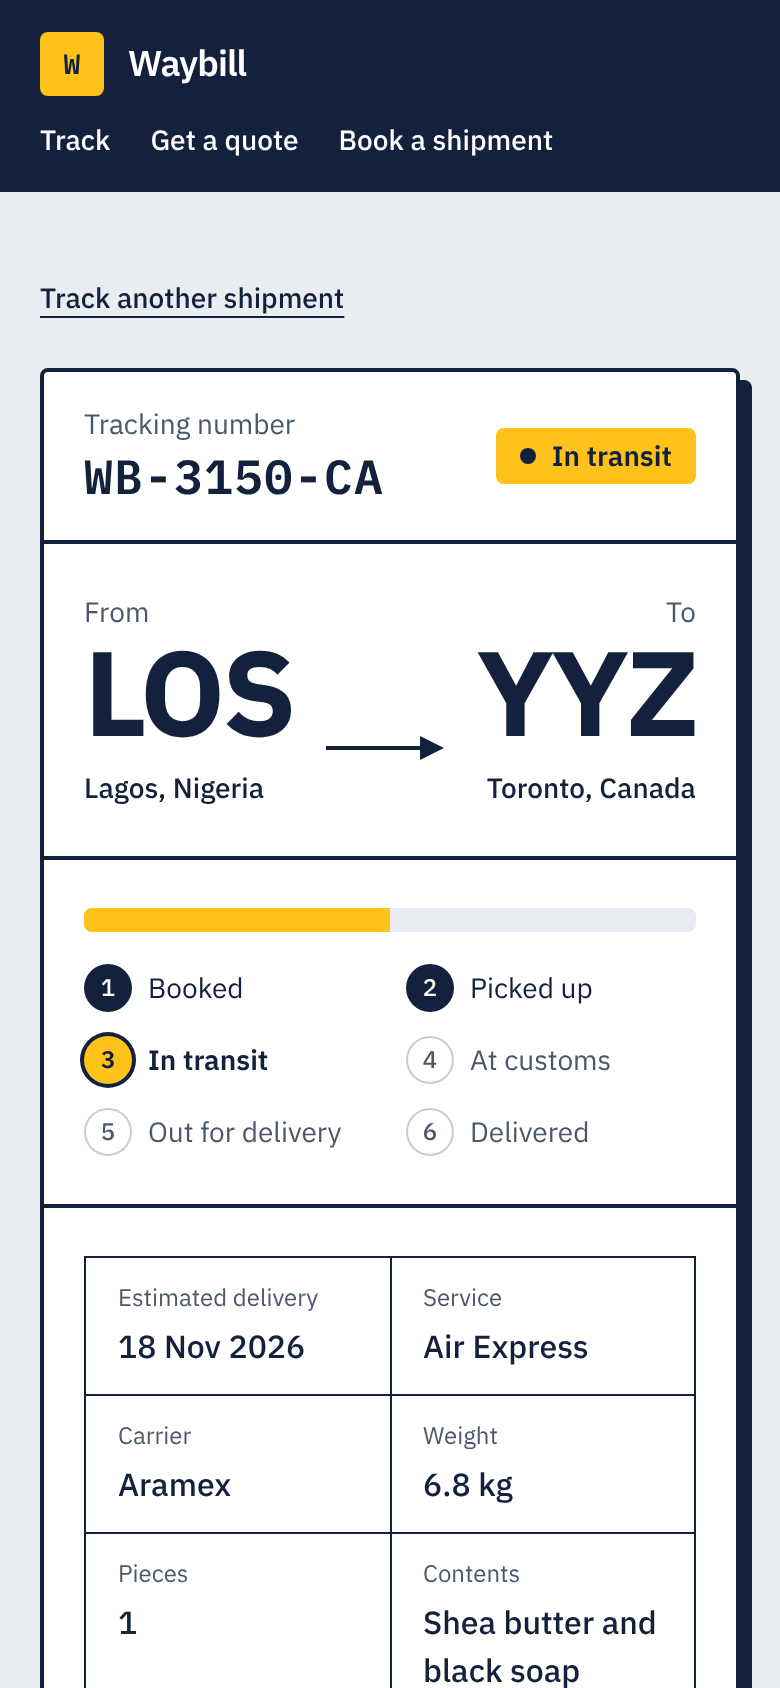 W
Waybill
Track Get a quote Book a shipment
Track another shipment
Tracking number
WB-3150-CA
In transit
From
To
LOS
YYZ
Lagos, Nigeria
Toronto, Canada
1 Booked
2 Picked up
3 In transit
4 At customs
5 Out for delivery
6 Delivered
Estimated delivery
18 Nov 2026
Service
Air Express
Carrier
Aramex
Weight
6.8 kg
Pieces
1
Contents
Shea butter and
black soap